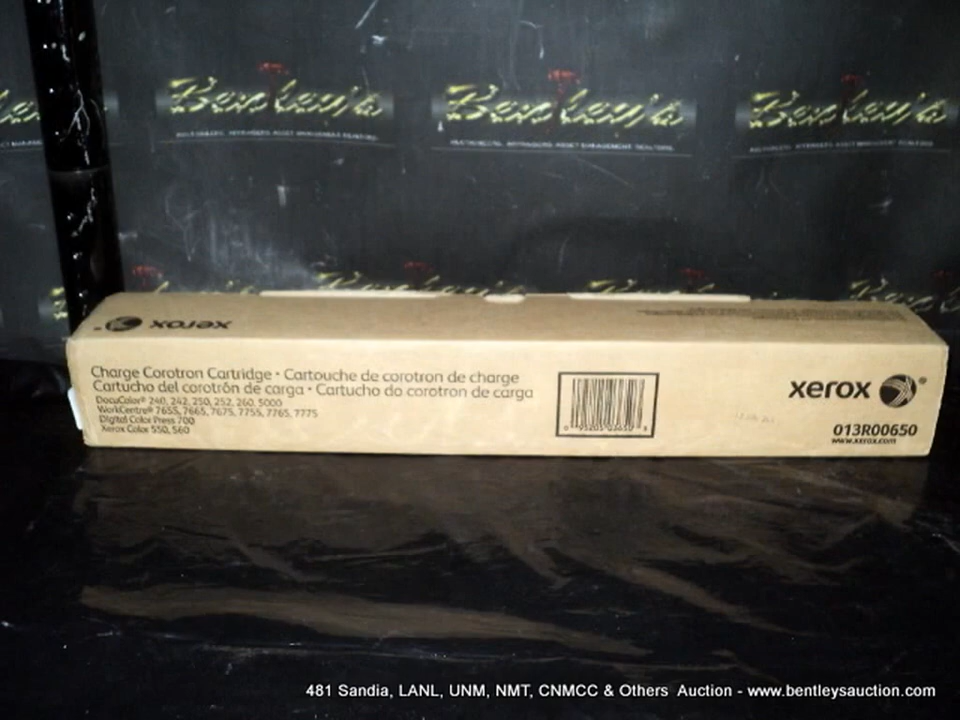 Bentley's
Bentley's
Bentley's
xerox
Charge Corotron Cartridge • Cartouche de corotron de charge
Cartucho del corotrón de carga • Cartucho do corotron de carga
DocuColor® 240, 242, 250, 252, 260, 5000
WorkCentre® 7655, 7665, 7675, 7755, 7765, 7775
Digital Color Press 700
Xerox Color 550, 560
xerox
013R00650
www.xerox.com
481 Sandia, LANL, UNM, NMT, CNMCC & Others Auction - www.bentleysauction.com